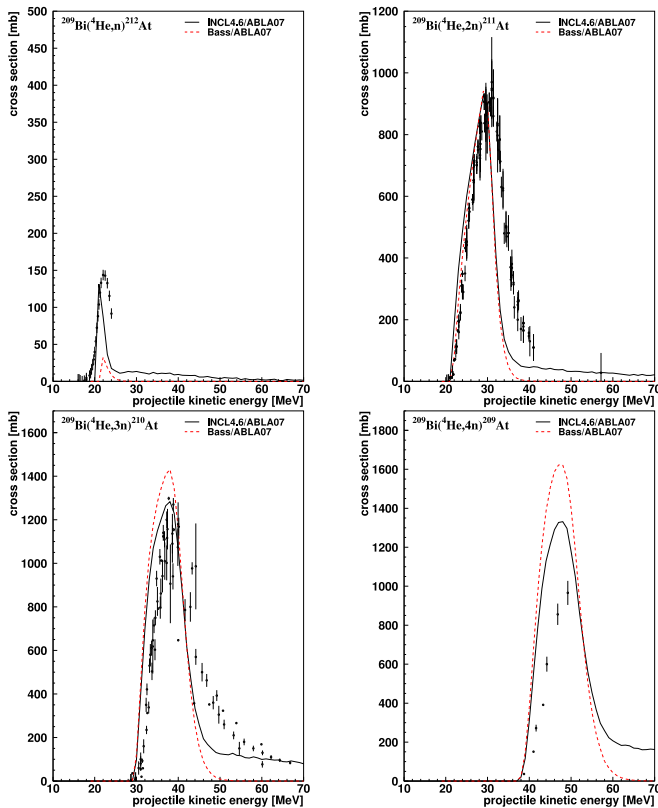 ²⁰⁹Bi(⁴He,n)²¹²At
INCL4.6/ABLA07
Bass/ABLA07
cross section [mb]
500
450
400
350
300
250
200
150
100
50
0
10 20 30 40 50 60 70
projectile kinetic energy [MeV]
²⁰⁹Bi(⁴He,2n)²¹¹At
INCL4.6/ABLA07
Bass/ABLA07
cross section [mb]
1200
1000
800
600
400
200
0
10 20 30 40 50 60 70
projectile kinetic energy [MeV]
²⁰⁹Bi(⁴He,3n)²¹⁰At
INCL4.6/ABLA07
Bass/ABLA07
cross section [mb]
1600
1400
1200
1000
800
600
400
200
0
10 20 30 40 50 60 70
projectile kinetic energy [MeV]
²⁰⁹Bi(⁴He,4n)²⁰⁹At
INCL4.6/ABLA07
Bass/ABLA07
cross section [mb]
1800
1600
1400
1200
1000
800
600
400
200
0
10 20 30 40 50 60 70
projectile kinetic energy [MeV]